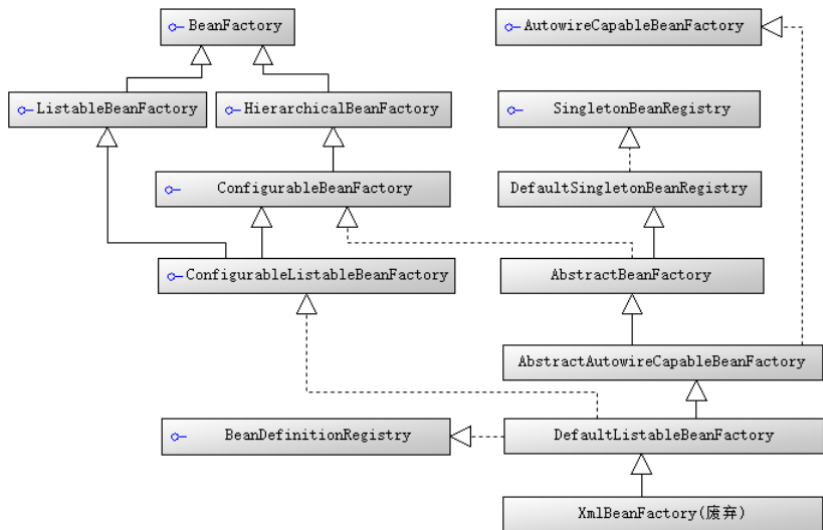 BeanFactory
AutowireCapableBeanFactory
ListableBeanFactory
HierarchicalBeanFactory
SingletonBeanRegistry
ConfigurableBeanFactory
DefaultSingletonBeanRegistry
ConfigurableListableBeanFactory
AbstractBeanFactory
AbstractAutowireCapableBeanFactory
BeanDefinitionRegistry
DefaultListableBeanFactory
XmlBeanFactory(废弃)